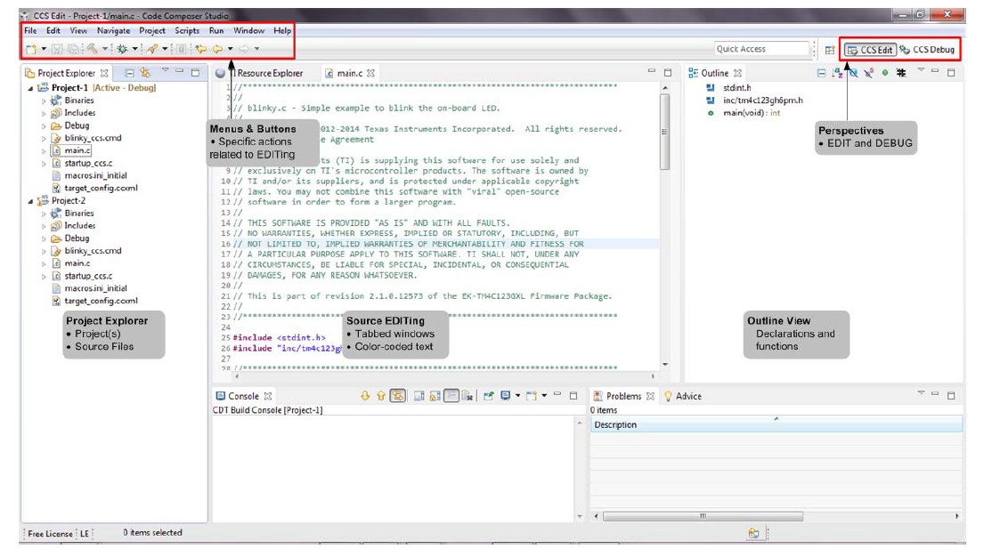 CCS Edit - Project-1/main.c - Code Composer Studio
File Edit View Navigate Project Scripts Run Window Help
Quick Access
CCS Edit CCS Debug
Project Explorer
Project-1 [Active - Debug]
Binaries
Includes
Debug
blinky_ccs.cmd
main.c
startup_ccs.c
macros.ini_initial
target_config.ccxml
Project-2
Binaries
Includes
Debug
blinky_ccs.cmd
main.c
startup_ccs.c
macros.ini_initial
target_config.ccxml
Project Explorer
• Project(s)
• Source Files
Menus & Buttons
• Specific actions
related to EDITing
Resource Explorer main.c
1 //**********************************************************************
2 //
3 // blinky.c - Simple example to blink the on-board LED.
012-2014 Texas Instruments Incorporated. All rights reserved.
e Agreement
ts (TI) is supplying this software for use solely and
9 // exclusively on TI's microcontroller products. The software is owned by
10 // TI and/or its suppliers, and is protected under applicable copyright
11 // laws. You may not combine this software with "viral" open-source
12 // software in order to form a larger program.
13 //
14 // THIS SOFTWARE IS PROVIDED "AS IS" AND WITH ALL FAULTS.
15 // NO WARRANTIES, WHETHER EXPRESS, IMPLIED OR STATUTORY, INCLUDING, BUT
16 // NOT LIMITED TO, IMPLIED WARRANTIES OF MERCHANTABILITY AND FITNESS FOR
17 // A PARTICULAR PURPOSE APPLY TO THIS SOFTWARE. TI SHALL NOT, UNDER ANY
18 // CIRCUMSTANCES, BE LIABLE FOR SPECIAL, INCIDENTAL, OR CONSEQUENTIAL
19 // DAMAGES, FOR ANY REASON WHATSOEVER.
20 //
21 // This is part of revision 2.1.0.12573 of the EK-TM4C123GXL Firmware Package.
22 //
23 //**********************************************************************
24
25 #include <stdint.h>
26 #include "inc/tm4c123g
27
28 //**********************************************************************
Source EDITing
• Tabbed windows
• Color-coded text
Outline
stdint.h
inc/tm4c123gh6pm.h
main(void) : int
Perspectives
• EDIT and DEBUG
Outline View
Declarations and
functions
Console
CDT Build Console [Project-1]
Problems Advice
0 items
Description
Free License LE 0 items selected